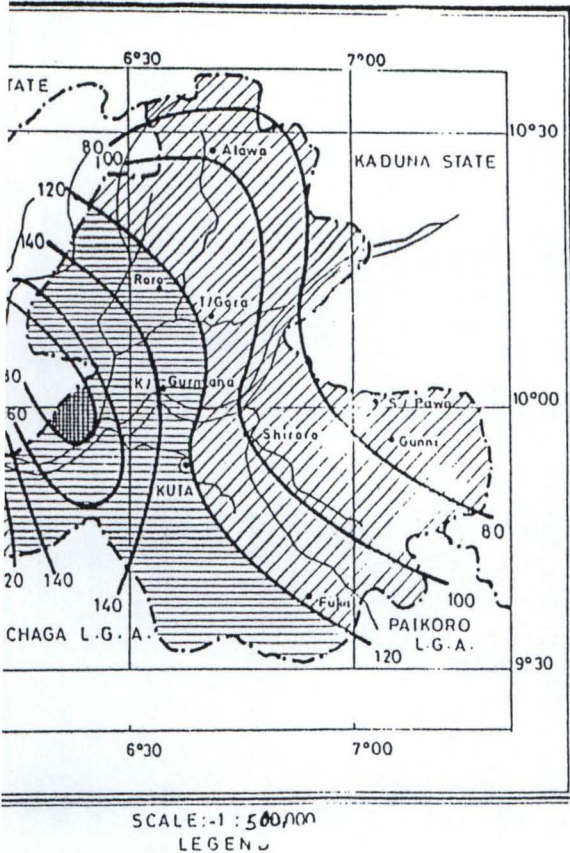 6°30 7°00
TATE
10°30
80 100 Alawa
KADUNA STATE
120
140
Roro
T/Gora
80
K/ Gurmana
10°00
S/ Pawa
60
Shiroro
Gunni
KUTA
80
20 140 140
100
Fuka
CHAGA L.G.A.
PAIKORO
L.G.A.
120
9°30
6°30 7°00
SCALE:-1 : 500,000